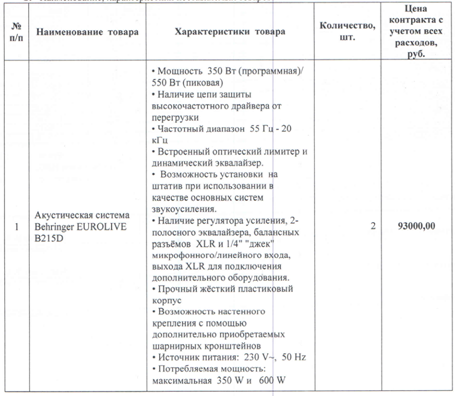 № п/п
Наименование товара
Характеристики товара
Количество, шт.
Цена контракта с учетом всех расходов, руб.
1
Акустическая система
Behringer EUROLIVE
B215D
• Мощность 350 Вт (программная)/
550 Вт (пиковая)
• Наличие цепи защиты
высокочастотного драйвера от
перегрузки
• Частотный диапазон 55 Гц - 20
кГц
• Встроенный оптический лимитер и
динамический эквалайзер.
• Возможность установки на
штатив при использовании в
качестве основных систем
звукоусиления.
• Наличие регулятора усиления, 2-
полосного эквалайзера, балансных
разъёмов XLR и 1/4" "джек"
микрофонного/линейного входа,
выхода XLR для подключения
дополнительного оборудования.
• Прочный жёсткий пластиковый
корпус
• Возможность настенного
крепления с помощью
дополнительно приобретаемых
шарнирных кронштейнов
• Источник питания: 230 V~, 50 Hz
• Потребляемая мощность:
максимальная 350 W и 600 W
2
93000,00